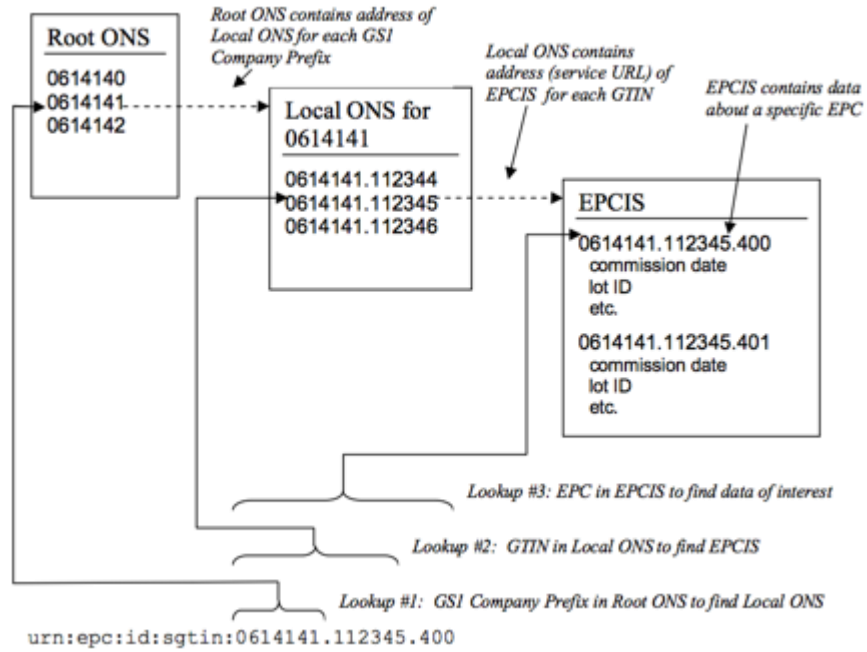 Root ONS contains address of
Local ONS for each GS1
Company Prefix
Root ONS
0614140
0614141
0614142
Local ONS contains
address (service URL) of
EPCIS for each GTIN
EPCIS contains data
about a specific EPC
Local ONS for
0614141
0614141.112344
0614141.112345
0614141.112346
EPCIS
0614141.112345.400
commission date
lot ID
etc.
0614141.112345.401
commission date
lot ID
etc.
Lookup #3: EPC in EPCIS to find data of interest
Lookup #2: GTIN in Local ONS to find EPCIS
Lookup #1: GS1 Company Prefix in Root ONS to find Local ONS
urn:epc:id:sgtin:0614141.112345.400